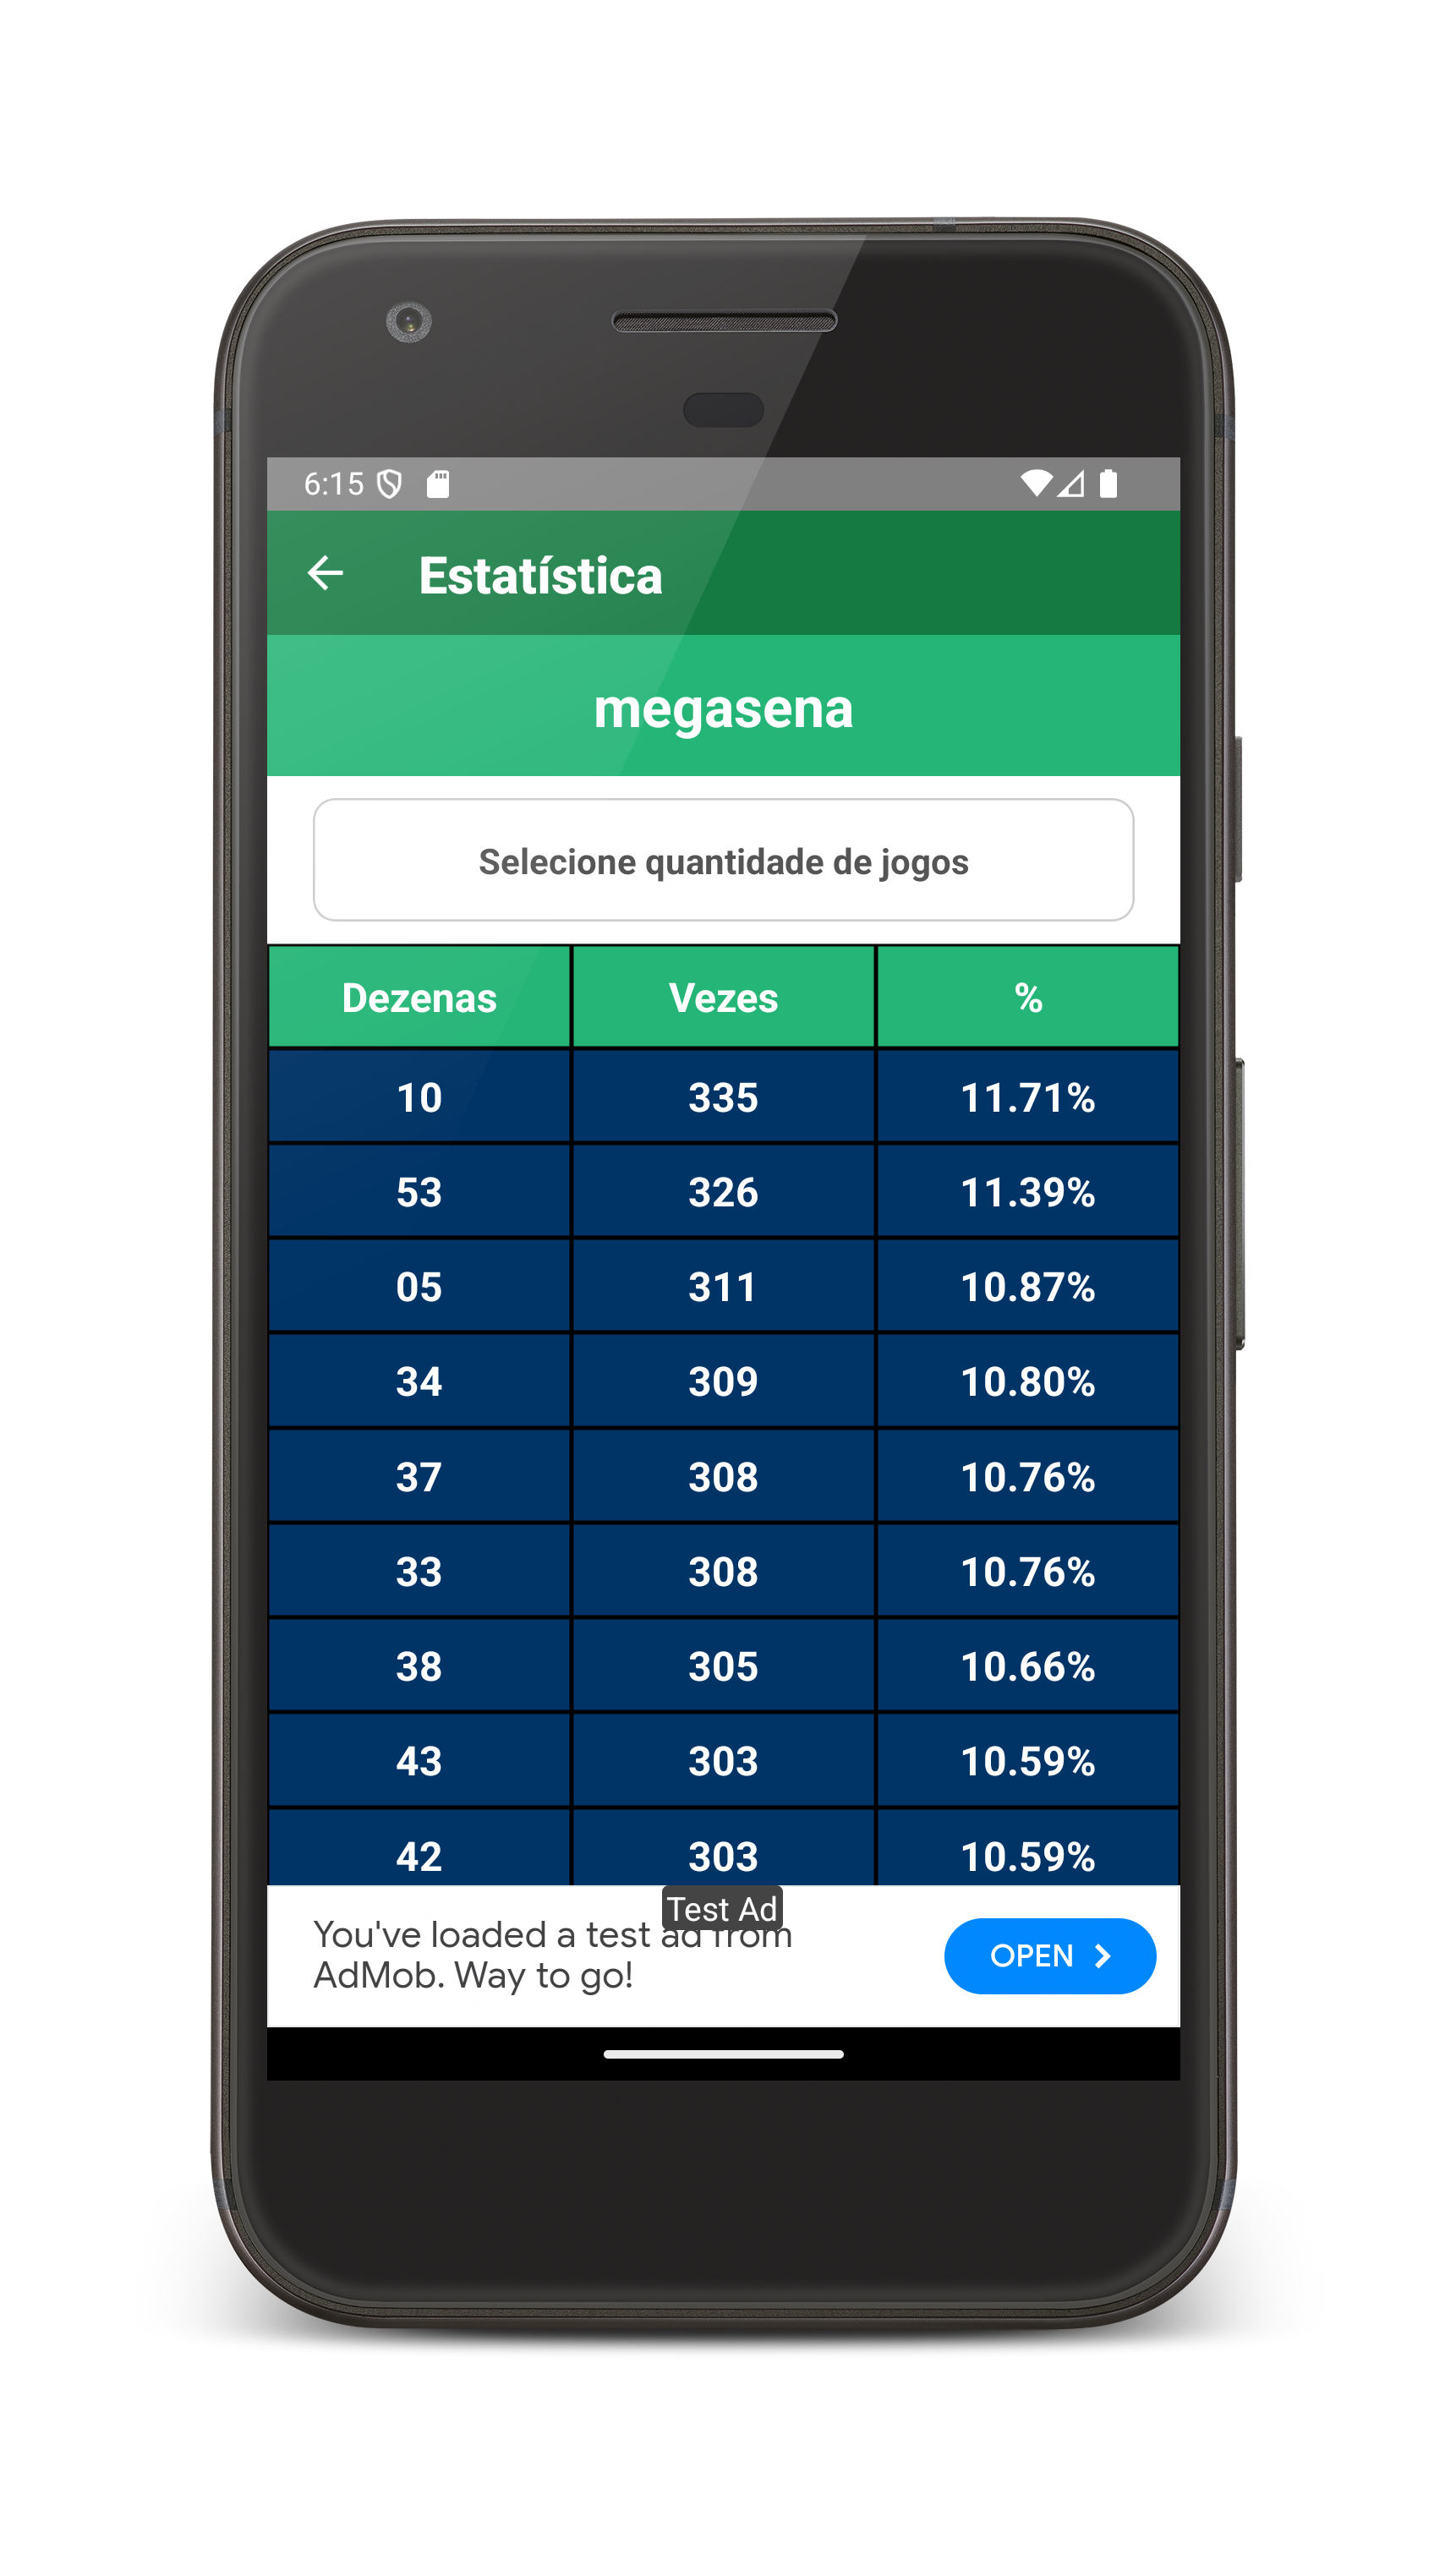 6:15
Estatística
megasena
Selecione quantidade de jogos
Dezenas Vezes %
10 335 11.71%
53 326 11.39%
05 311 10.87%
34 309 10.80%
37 308 10.76%
33 308 10.76%
38 305 10.66%
43 303 10.59%
42 303 10.59%
Test Ad
You've loaded a test ad from
AdMob. Way to go!
OPEN